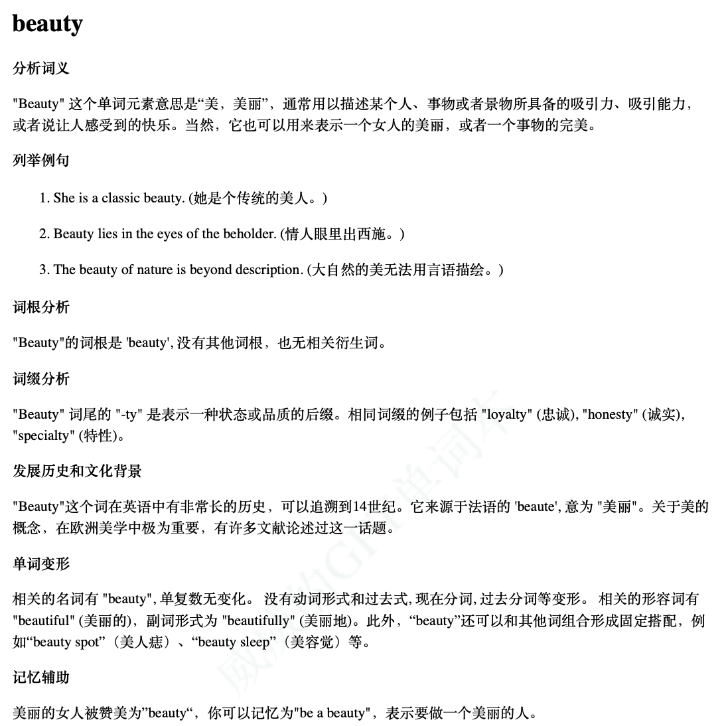 beauty
分析词义
"Beauty" 这个单词元素意思是“美，美丽”，通常用以描述某个人、事物或者景物所具备的吸引力、吸引能力，
或者说让人感受到的快乐。当然，它也可以用来表示一个女人的美丽，或者一个事物的完美。
列举例句
1. She is a classic beauty. (她是个传统的美人。)
2. Beauty lies in the eyes of the beholder. (情人眼里出西施。)
3. The beauty of nature is beyond description. (大自然的美无法用言语描绘。)
词根分析
"Beauty"的词根是 'beauty', 没有其他词根，也无相关衍生词。
词缀分析
"Beauty" 词尾的 "-ty" 是表示一种状态或品质的后缀。相同词缀的例子包括 "loyalty" (忠诚), "honesty" (诚实),
"specialty" (特性)。
发展历史和文化背景
"Beauty"这个词在英语中有非常长的历史，可以追溯到14世纪。它来源于法语的 'beaute', 意为 "美丽"。关于美的
概念，在欧洲美学中极为重要，有许多文献论述过这一话题。
单词变形
相关的名词有 "beauty", 单复数无变化。 没有动词形式和过去式, 现在分词, 过去分词等变形。 相关的形容词有
"beautiful" (美丽的)，副词形式为 "beautifully" (美丽地)。此外，“beauty”还可以和其他词组合形成固定搭配，例
如“beauty spot”（美人痣）、“beauty sleep”（美容觉）等。
记忆辅助
美丽的女人被赞美为”beauty“，你可以记忆为"be a beauty"，表示要做一个美丽的人。